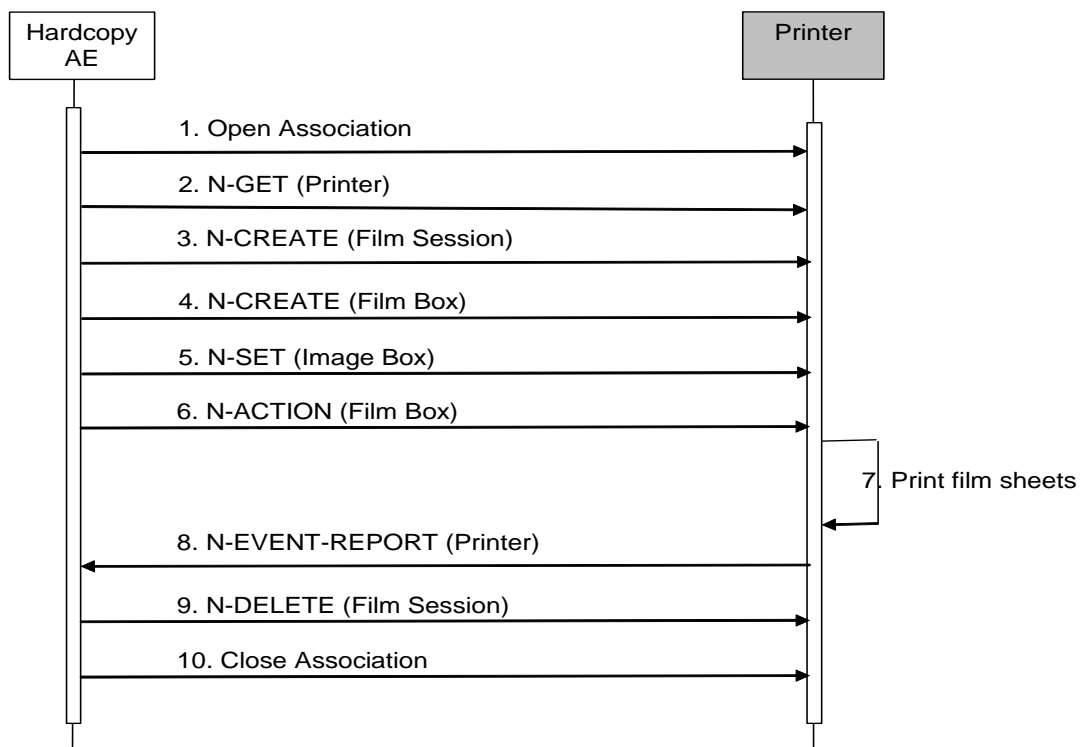 Hardcopy
AE
Printer
1. Open Association
2. N-GET (Printer)
3. N-CREATE (Film Session)
4. N-CREATE (Film Box)
5. N-SET (Image Box)
6. N-ACTION (Film Box)
7. Print film sheets
8. N-EVENT-REPORT (Printer)
9. N-DELETE (Film Session)
10. Close Association